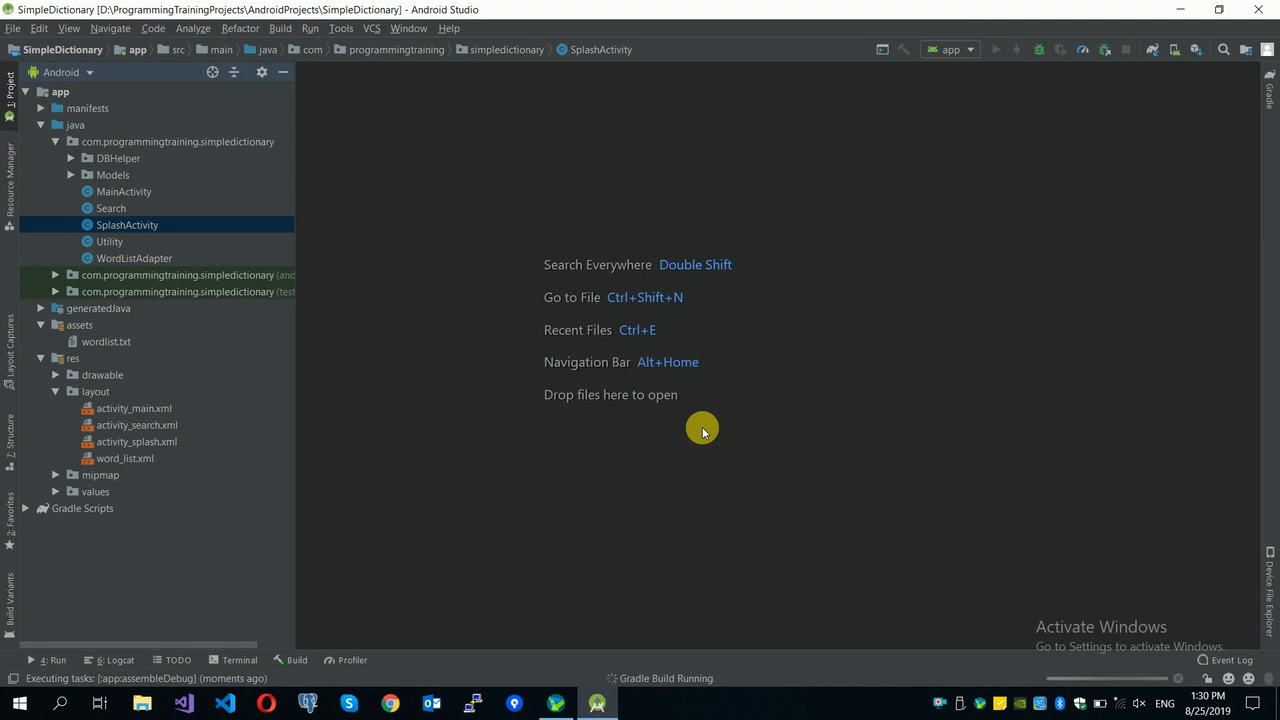 SimpleDictionary [D:\ProgrammingTrainingProjects\AndroidProjects\SimpleDictionary] - Android Studio
File Edit View Navigate Code Analyze Refactor Build Run Tools VCS Window Help
SimpleDictionary app src main java com programmingtraining simpledictionary SplashActivity
app
Android
1: Project
Resource Manager
Layout Captures
7: Structure
2: Favorites
Build Variants
app
manifests
java
com.programmingtraining.simpledictionary
DBHelper
Models
MainActivity
Search
SplashActivity
Utility
WordListAdapter
com.programmingtraining.simpledictionary (and
com.programmingtraining.simpledictionary (test
generatedJava
assets
wordlist.txt
res
drawable
layout
activity_main.xml
activity_search.xml
activity_splash.xml
word_list.xml
mipmap
values
Gradle Scripts
Search Everywhere Double Shift
Go to File Ctrl+Shift+N
Recent Files Ctrl+E
Navigation Bar Alt+Home
Drop files here to open
Gradle
Device File Explorer
Activate Windows
Go to Settings to activate Windows.
4: Run 6: Logcat TODO Terminal Build Profiler Event Log
Executing tasks: [:app:assembleDebug] (moments ago) Gradle Build Running
ENG
1:30 PM
8/25/2019